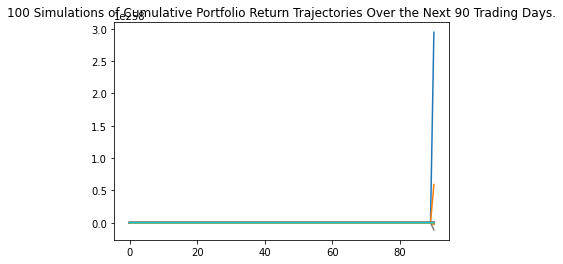 100 Simulations of Cumulative Portfolio Return Trajectories Over the Next 90 Trading Days.
1e258
3.0
2.5
2.0
1.5
1.0
0.5
0.0
0 20 40 60 80